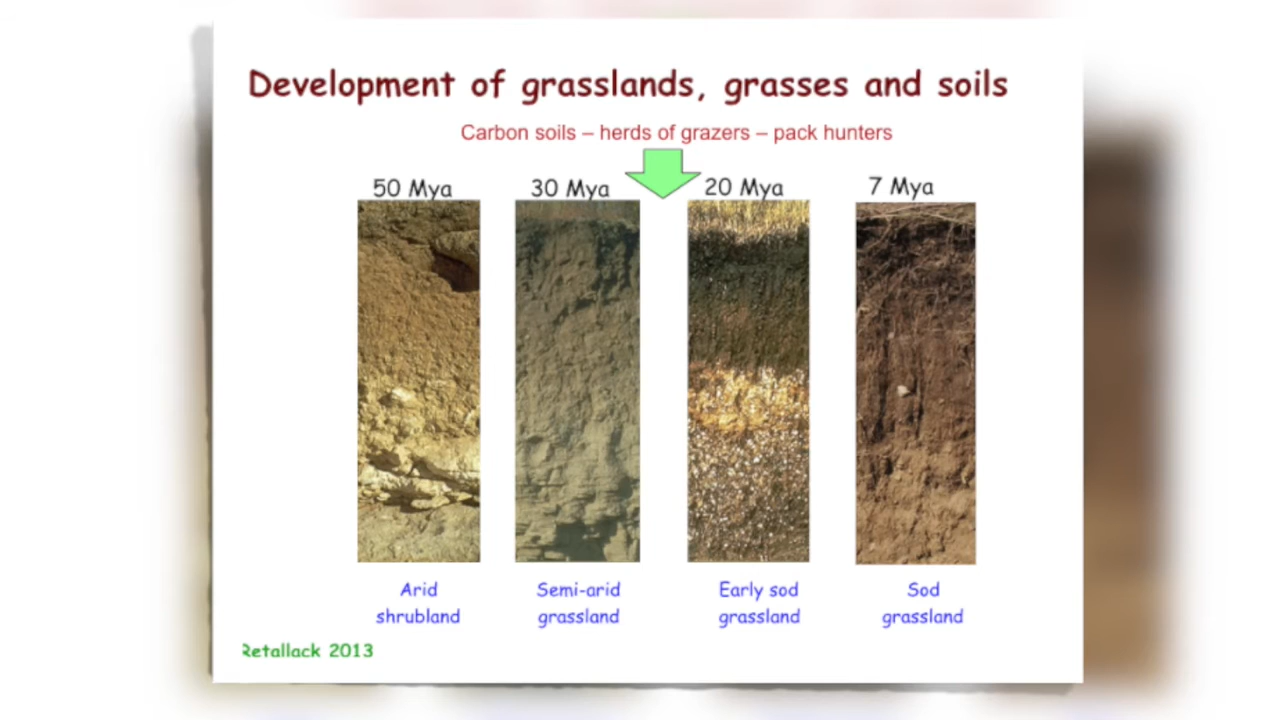 Development of grasslands, grasses and soils
Carbon soils – herds of grazers – pack hunters
50 Mya
30 Mya
20 Mya
7 Mya
Arid
shrubland
Semi-arid
grassland
Early sod
grassland
Sod
grassland
Retallack 2013